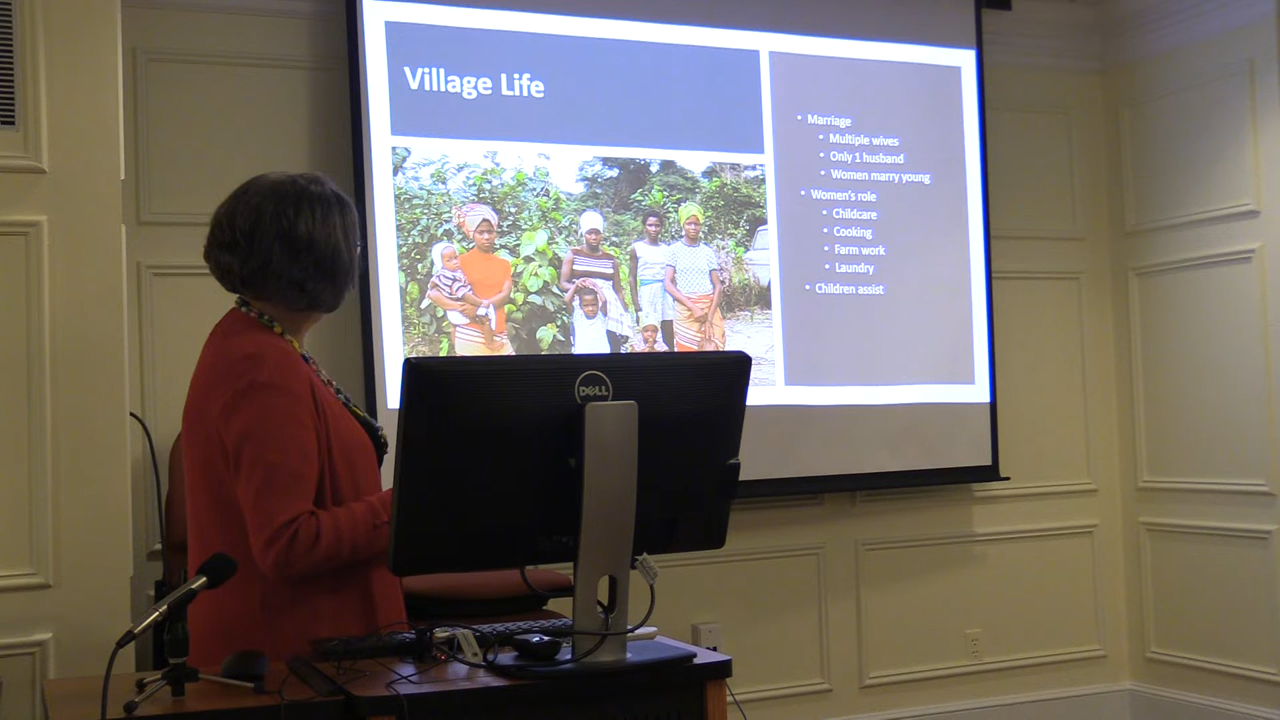 Village Life
• Marriage
• Multiple wives
• Only 1 husband
• Women marry young
• Women's role
• Childcare
• Cooking
• Farm work
• Laundry
• Children assist
DELL